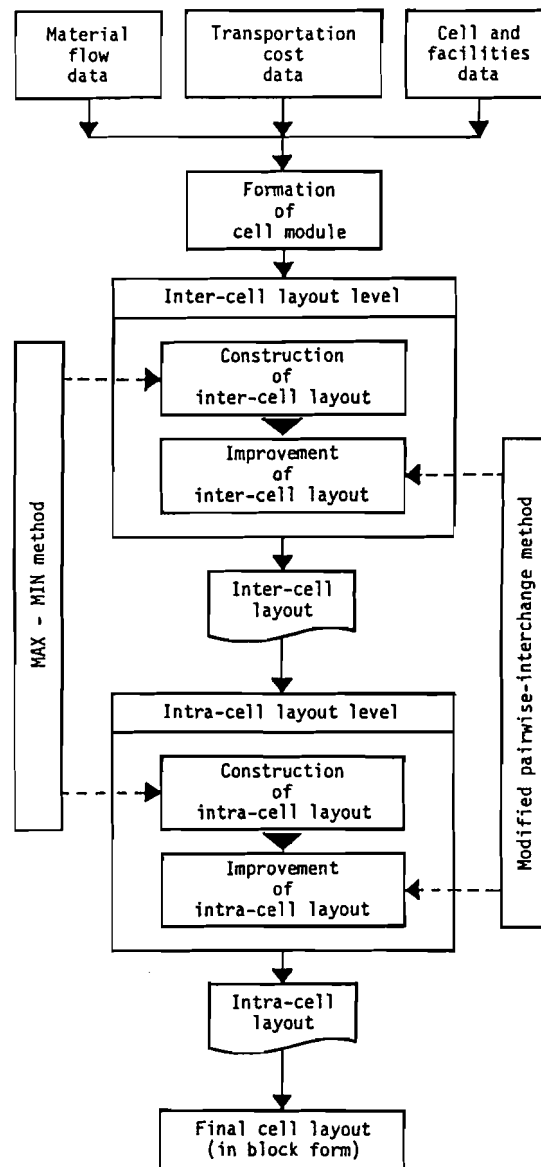 Material
flow
data
Transportation
cost
data
Cell and
facilities
data
Formation
of
cell module
Inter-cell layout level
Construction
of
inter-cell layout
Improvement
of
inter-cell layout
MAX - MIN method
Modified pairwise-interchange method
Inter-cell
layout
Intra-cell layout level
Construction
of
intra-cell layout
Improvement
of
intra-cell layout
Intra-cell
layout
Final cell layout
(in block form)